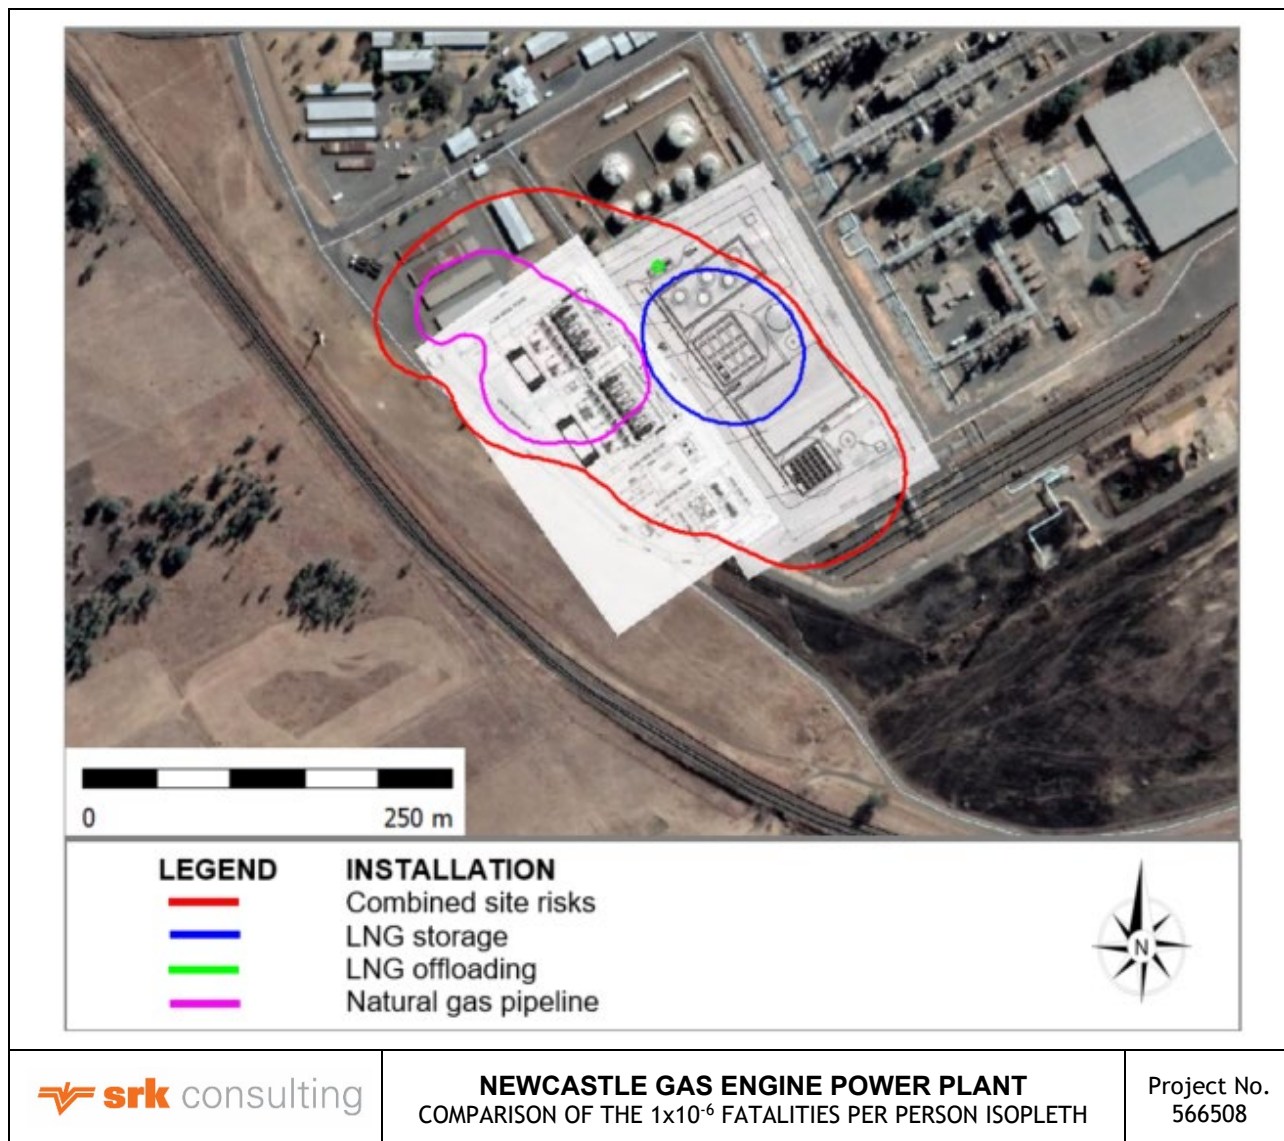 0
250 m
LEGEND INSTALLATION
Combined site risks
LNG storage
LNG offloading
Natural gas pipeline
N
srk consulting
NEWCASTLE GAS ENGINE POWER PLANT
COMPARISON OF THE 1x10⁻⁶ FATALITIES PER PERSON ISOPLETH
Project No.
566508